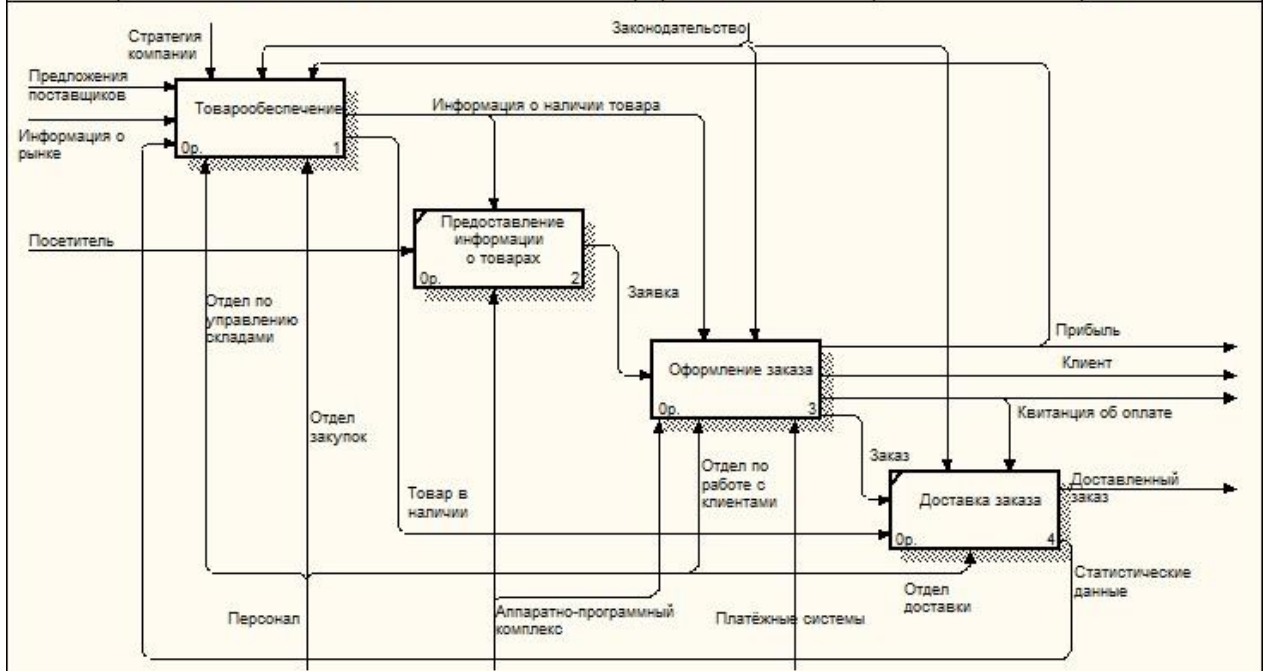 Стратегия
компании
Законодательство
Предложения
поставщиков
Товарообеспечение
0р.
1
Информация о наличии товара
Информация о
рынке
Посетитель
Предоставление
информации
о товарах
0р.
2
Отдел по
управлению
складами
Заявка
Прибыль
Клиент
Оформление заказа
0р.
3
Квитанция об оплате
Отдел
закупок
Отдел по
работе с
клиентами
Заказ
Товар в
наличии
Доставка заказа
0р.
4
Доставленный
заказ
Статистические
данные
Отдел
доставки
Персонал
Аппаратно-программный
комплекс
Платёжные системы